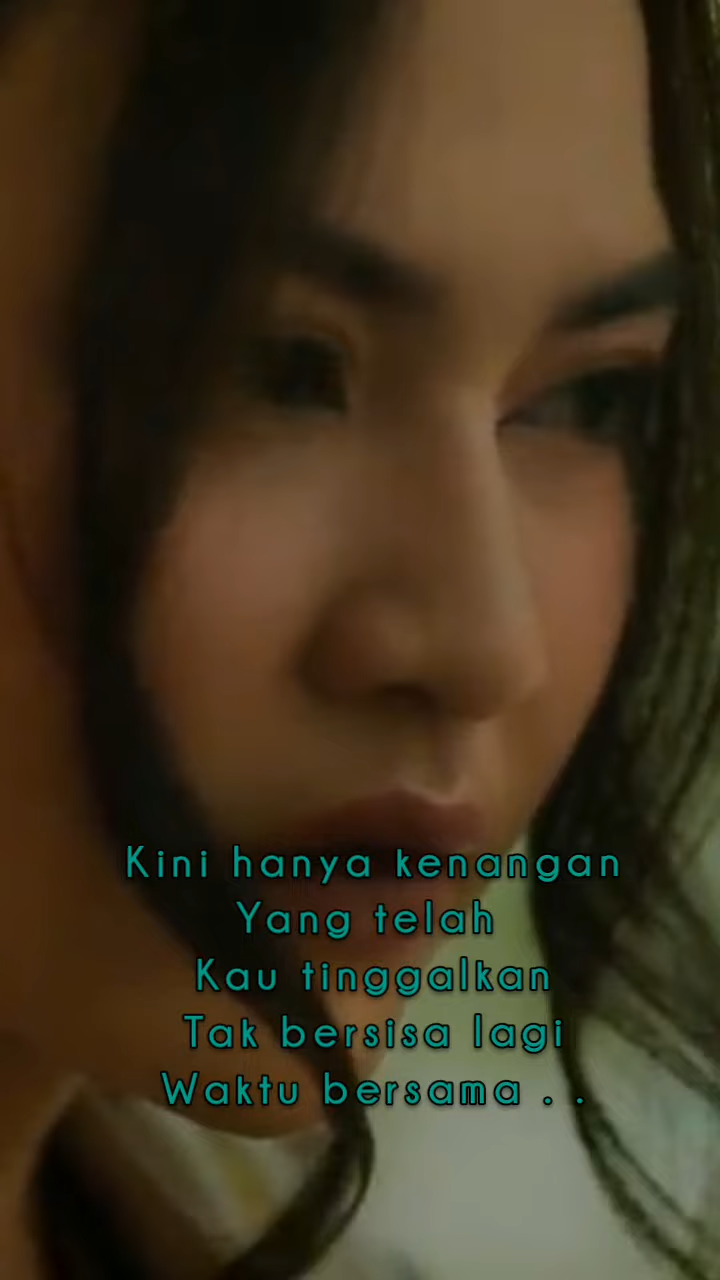 Kini hanya kenangan
Yang telah
Kau tinggalkan
Tak bersisa lagi
Waktu bersama . .